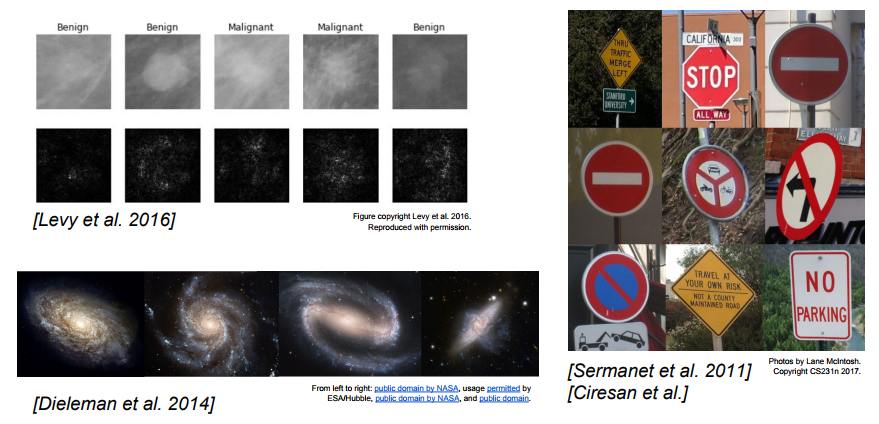 Benign Benign Malignant Malignant Benign
[Levy et al. 2016]
Figure copyright Levy et al. 2016.
Reproduced with permission.
[Dieleman et al. 2014]
From left to right: public domain by NASA, usage permitted by
ESA/Hubble, public domain by NASA, and public domain.
THRU
TRAFFIC
MERGE
LEFT
STANFORD
UNIVERSITY
CALIFORNIA 300
STOP
ALL WAY
EL
TRAVEL AT
YOUR OWN RISK
NOT A COUNTY
MAINTAINED ROAD
NO
PARKING
[Sermanet et al. 2011]
[Ciresan et al.]
Photos by Lane McIntosh.
Copyright CS231n 2017.